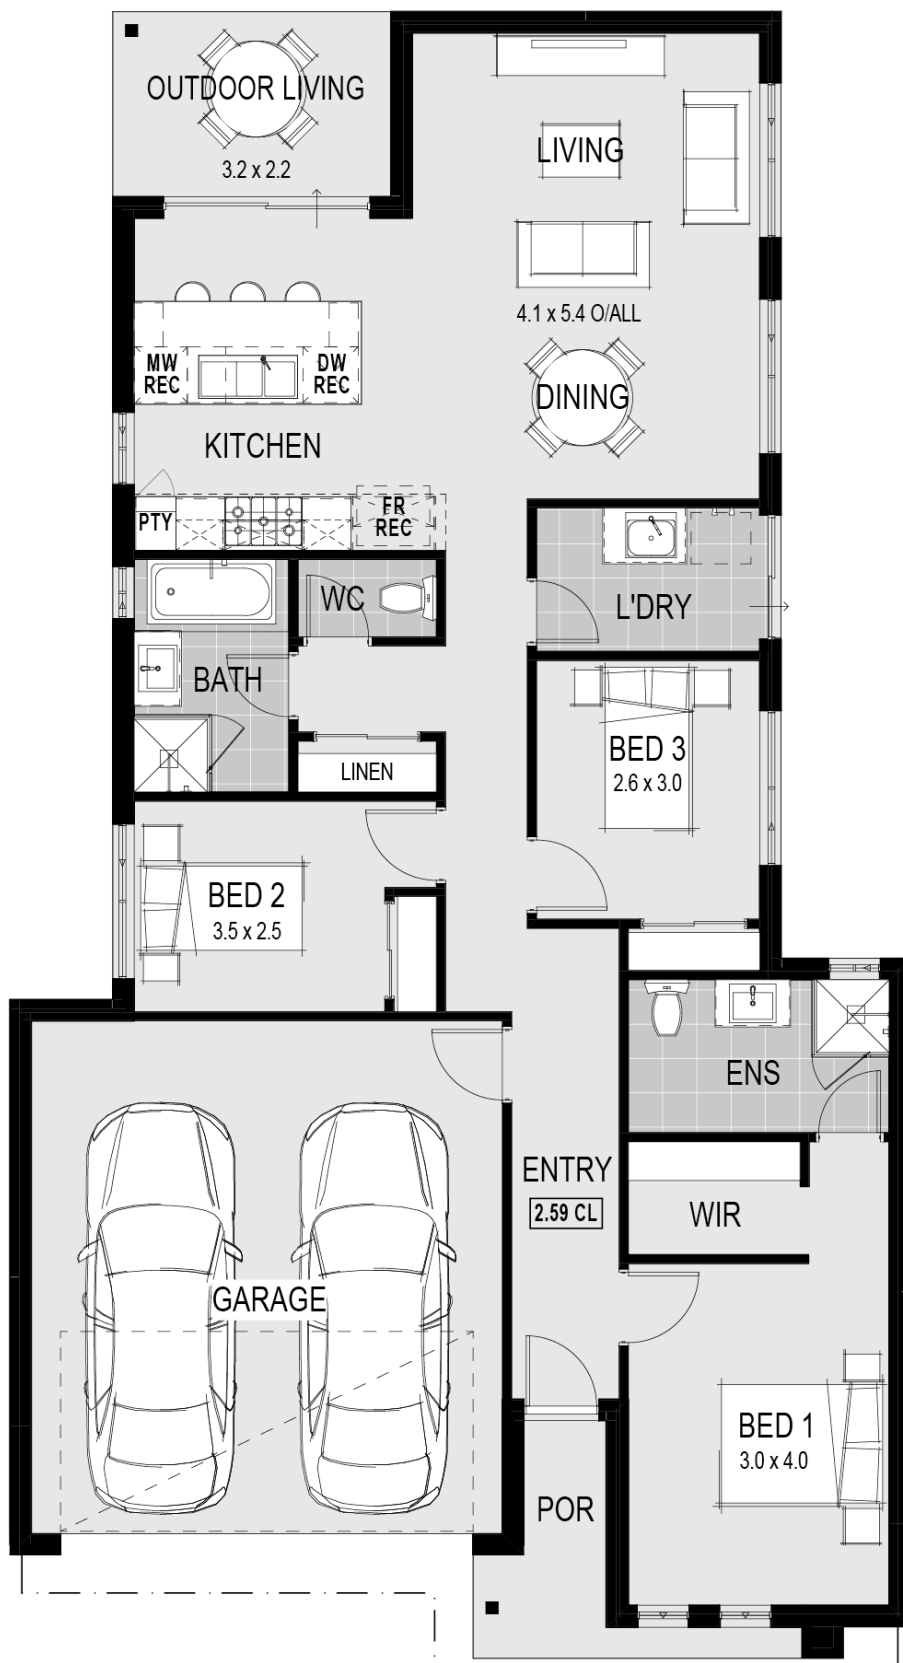 OUTDOOR LIVING
3.2 x 2.2
LIVING
4.1 x 5.4 O/ALL
MW
REC
DW
REC
DINING
KITCHEN
PTY
FR
REC
WC
L'DRY
BATH
LINEN
BED 3
2.6 x 3.0
BED 2
3.5 x 2.5
ENS
ENTRY
2.59 CL
WIR
GARAGE
BED 1
3.0 x 4.0
POR